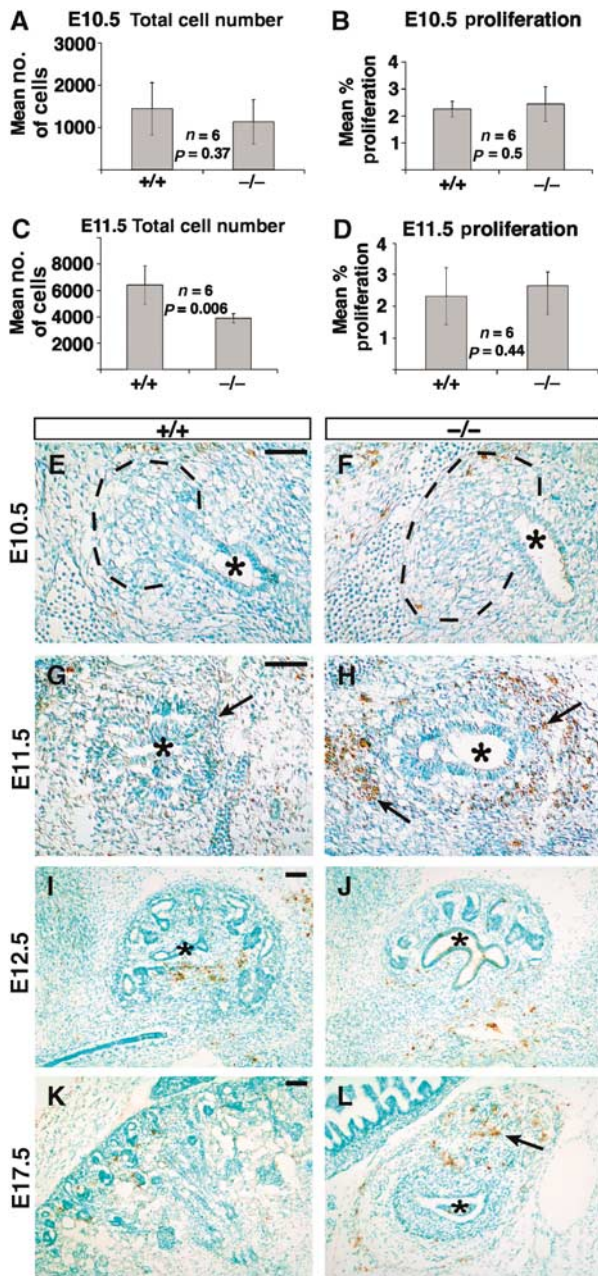 A E10.5 Total cell number
Mean no. of cells
3000
2000
1000
n = 6
P = 0.37
+/+ −/−
B E10.5 proliferation
Mean % proliferation
4
3
2
1
n = 6
P = 0.5
+/+ −/−
C E11.5 Total cell number
Mean no. of cells
8000
6000
4000
2000
n = 6
P = 0.006
+/+ −/−
D E11.5 proliferation
Mean % proliferation
4
3
2
1
n = 6
P = 0.44
+/+ −/−
+/+ −/−
E10.5
E * F *
E11.5
G * H *
E12.5
I * J *
E17.5
K L *